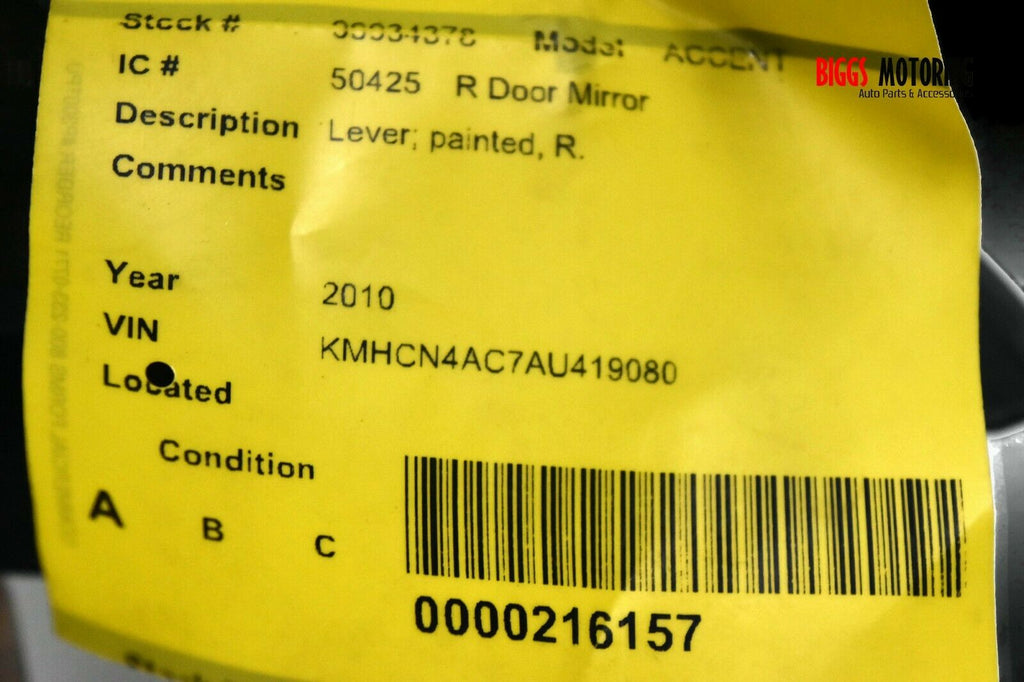 Stock # Model ACCENT
IC # 50425 R Door Mirror
Description Lever; painted, R.
Comments
Year 2010
VIN KMHCN4AC7AU419080
Located
Condition
A B C
0000216157
BIGGS MOTORING
Auto Parts & Accessories